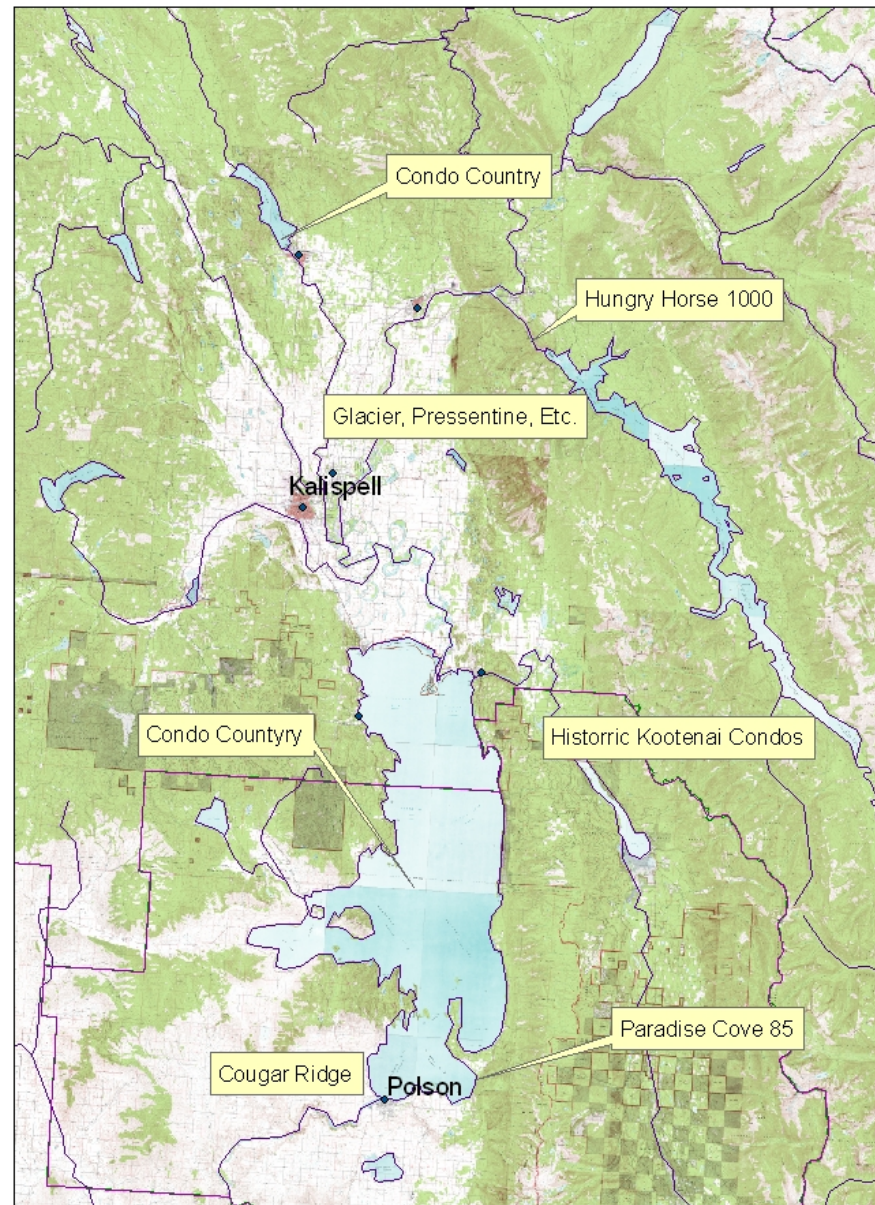 Condo Country
Hungry Horse 1000
Glacier, Pressentine, Etc.
Kalispell
Condo Countyry
Historric Kootenai Condos
Paradise Cove 85
Cougar Ridge
Polson